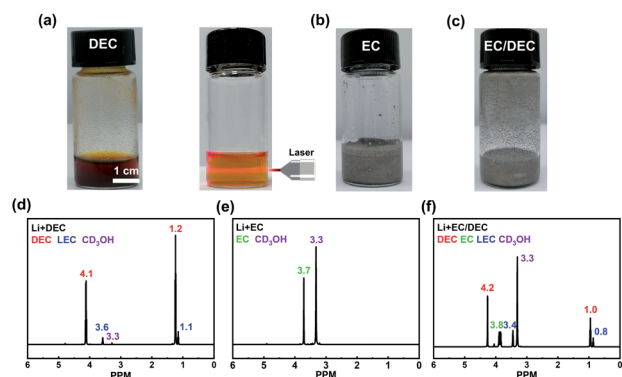 (a)
DEC
1 cm
Laser
(b)
EC
(c)
EC/DEC
(d)
Li+DEC
DEC LEC CD₃OH
4.1
3.6
3.3
1.2
1.1
6 5 4 3 2 1 0
PPM
(e)
Li+EC
EC CD₃OH
3.7
3.3
6 5 4 3 2 1 0
PPM
(f)
Li+EC/DEC
DEC EC LEC CD₃OH
4.2
3.8
3.4
3.3
1.0
0.8
6 5 4 3 2 1 0
PPM